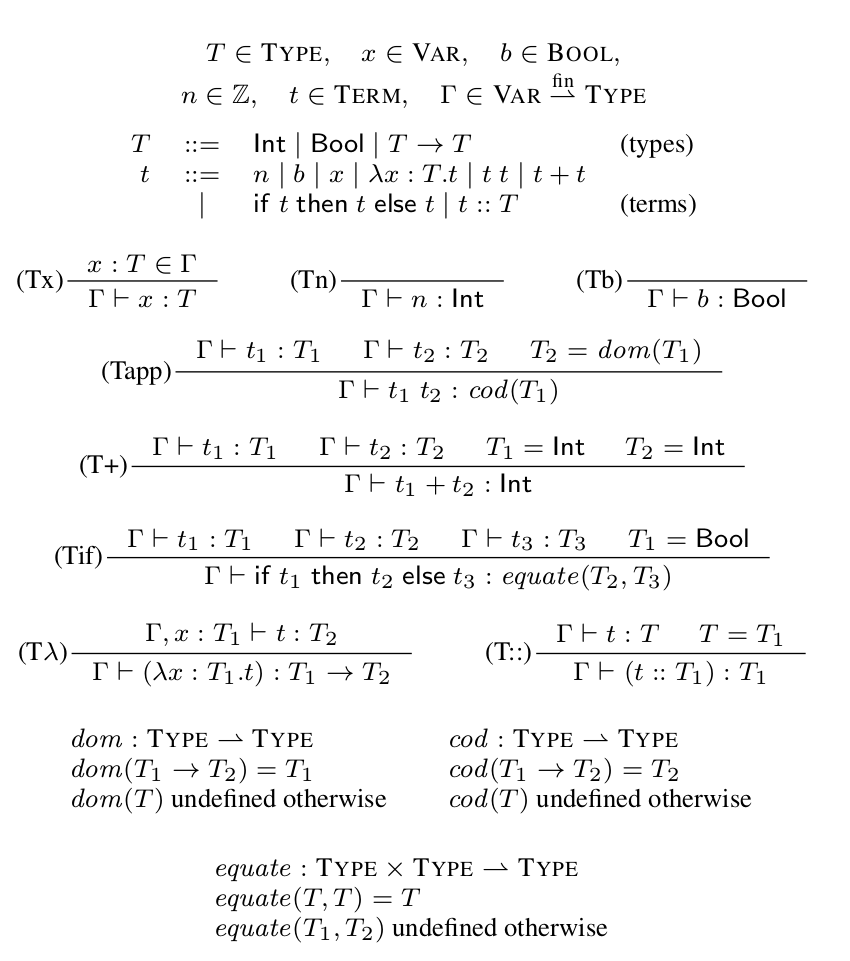 T ∈ TYPE, x ∈ VAR, b ∈ BOOL,
n ∈ ℤ, t ∈ TERM, Γ ∈ VAR ⇀^fin TYPE
T ::= Int | Bool | T → T (types)
t ::= n | b | x | λx : T.t | t t | t + t
| if t then t else t | t :: T (terms)
(Tx) x : T ∈ Γ
Γ ⊢ x : T
(Tn) Γ ⊢ n : Int
(Tb) Γ ⊢ b : Bool
(Tapp) Γ ⊢ t₁ : T₁ Γ ⊢ t₂ : T₂ T₂ = dom(T₁)
Γ ⊢ t₁ t₂ : cod(T₁)
(T+) Γ ⊢ t₁ : T₁ Γ ⊢ t₂ : T₂ T₁ = Int T₂ = Int
Γ ⊢ t₁ + t₂ : Int
(Tif) Γ ⊢ t₁ : T₁ Γ ⊢ t₂ : T₂ Γ ⊢ t₃ : T₃ T₁ = Bool
Γ ⊢ if t₁ then t₂ else t₃ : equate(T₂, T₃)
(Tλ) Γ, x : T₁ ⊢ t : T₂
Γ ⊢ (λx : T₁.t) : T₁ → T₂
(T::) Γ ⊢ t : T T = T₁
Γ ⊢ (t :: T₁) : T₁
dom : TYPE ⇀ TYPE
dom(T₁ → T₂) = T₁
dom(T) undefined otherwise
cod : TYPE ⇀ TYPE
cod(T₁ → T₂) = T₂
cod(T) undefined otherwise
equate : TYPE × TYPE ⇀ TYPE
equate(T, T) = T
equate(T₁, T₂) undefined otherwise